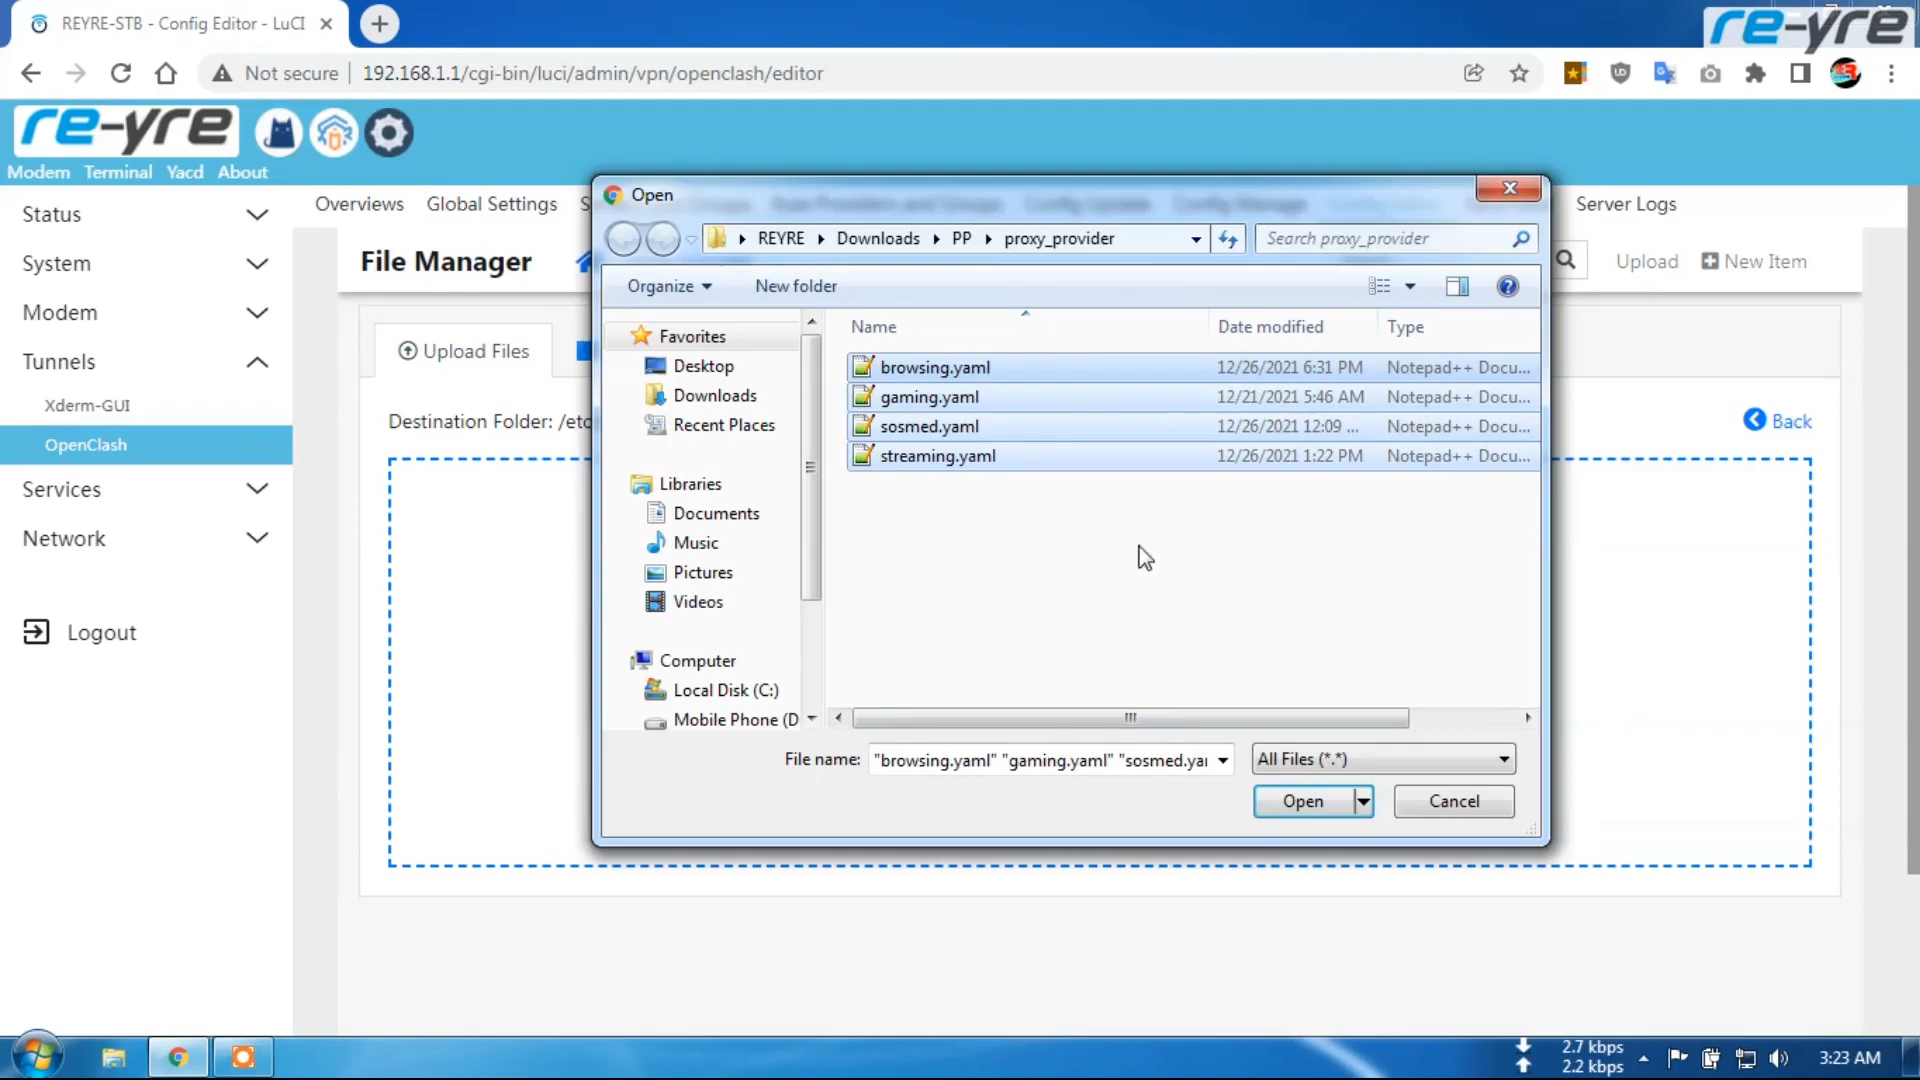 REYRE-STB - Config Editor - LuCI
re-yre
Not secure
192.168.1.1/cgi-bin/luci/admin/vpn/openclash/editor
re-yre
Modem Terminal Yacd About
Status
System
Modem
Tunnels
Xderm-GUI
OpenClash
Services
Network
Logout
Overviews Global Settings
Server Logs
File Manager
Upload New Item
Upload Files
Destination Folder: /etc
Back
Open
REYRE Downloads PP proxy_provider
Search proxy_provider
Organize New folder
Favorites
Desktop
Downloads
Recent Places
Libraries
Documents
Music
Pictures
Videos
Computer
Local Disk (C:)
Mobile Phone (D
Name Date modified Type
browsing.yaml 12/26/2021 6:31 PM Notepad++ Docu...
gaming.yaml 12/21/2021 5:46 AM Notepad++ Docu...
sosmed.yaml 12/26/2021 12:09 ... Notepad++ Docu...
streaming.yaml 12/26/2021 1:22 PM Notepad++ Docu...
File name: "browsing.yaml" "gaming.yaml" "sosmed.yar
All Files (*.*)
Open Cancel
2.7 kbps
2.2 kbps
3:23 AM